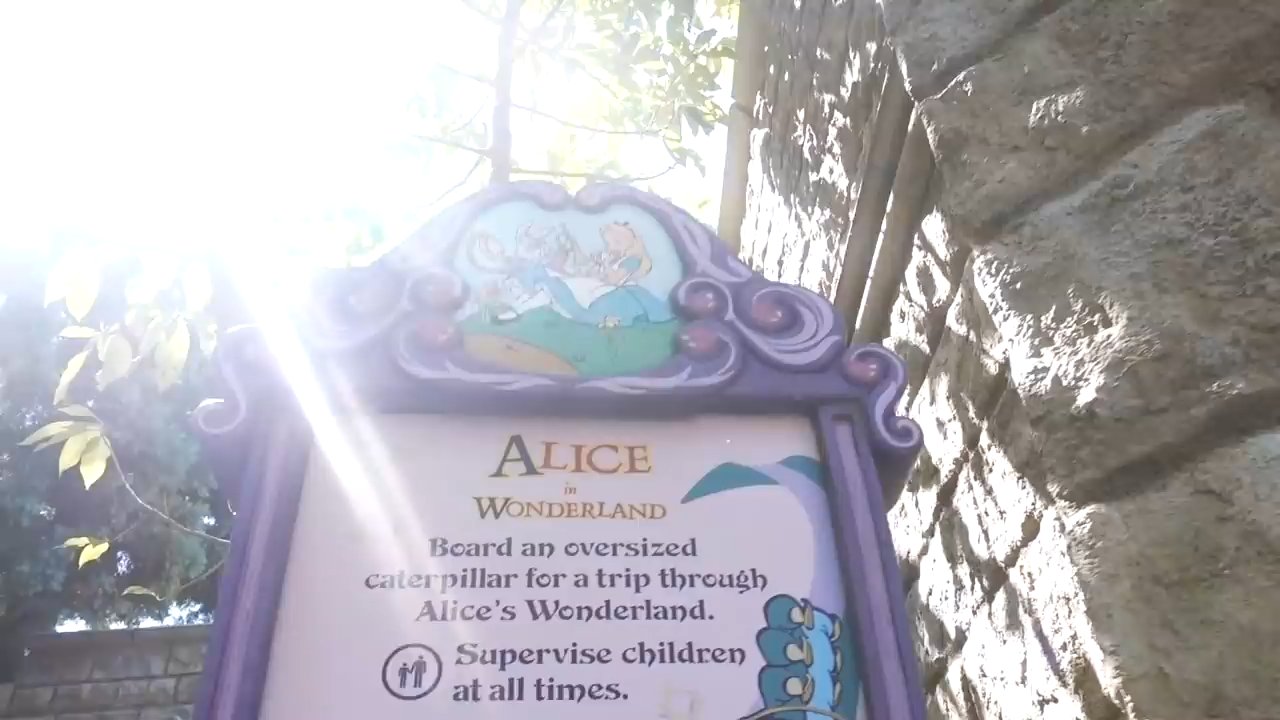 ALICE
in
WONDERLAND
Board an oversized
caterpillar for a trip through
Alice's Wonderland.
Supervise children
at all times.